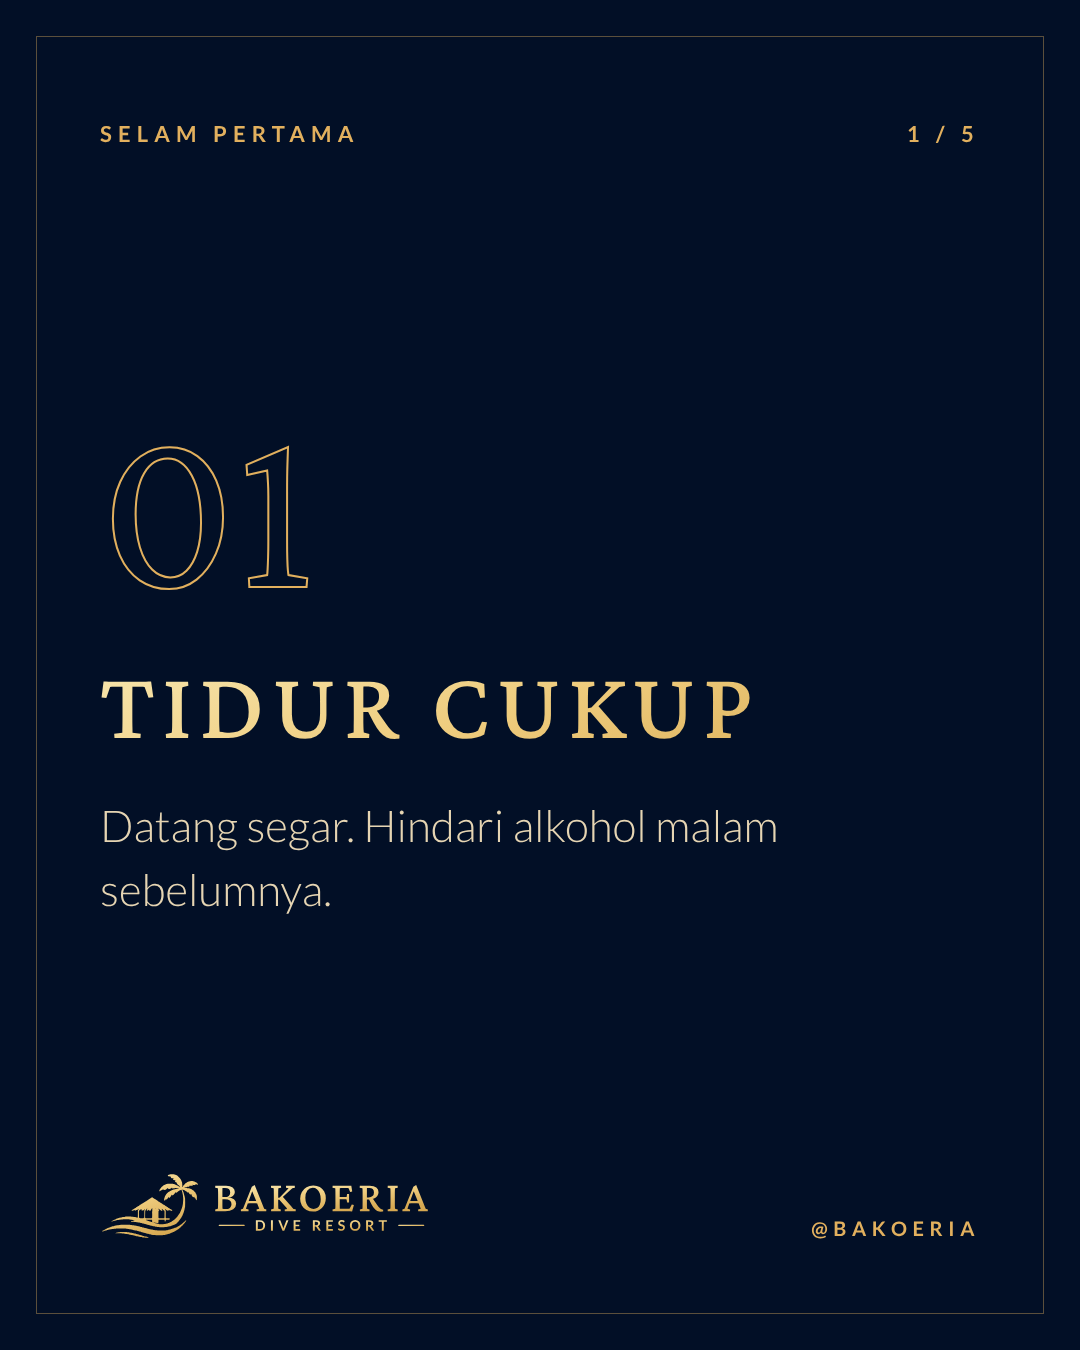 SELAM PERTAMA
1 / 5
01
TIDUR CUKUP
Datang segar. Hindari alkohol malam
sebelumnya.
BAKOERIA
DIVE RESORT
@BAKOERIA